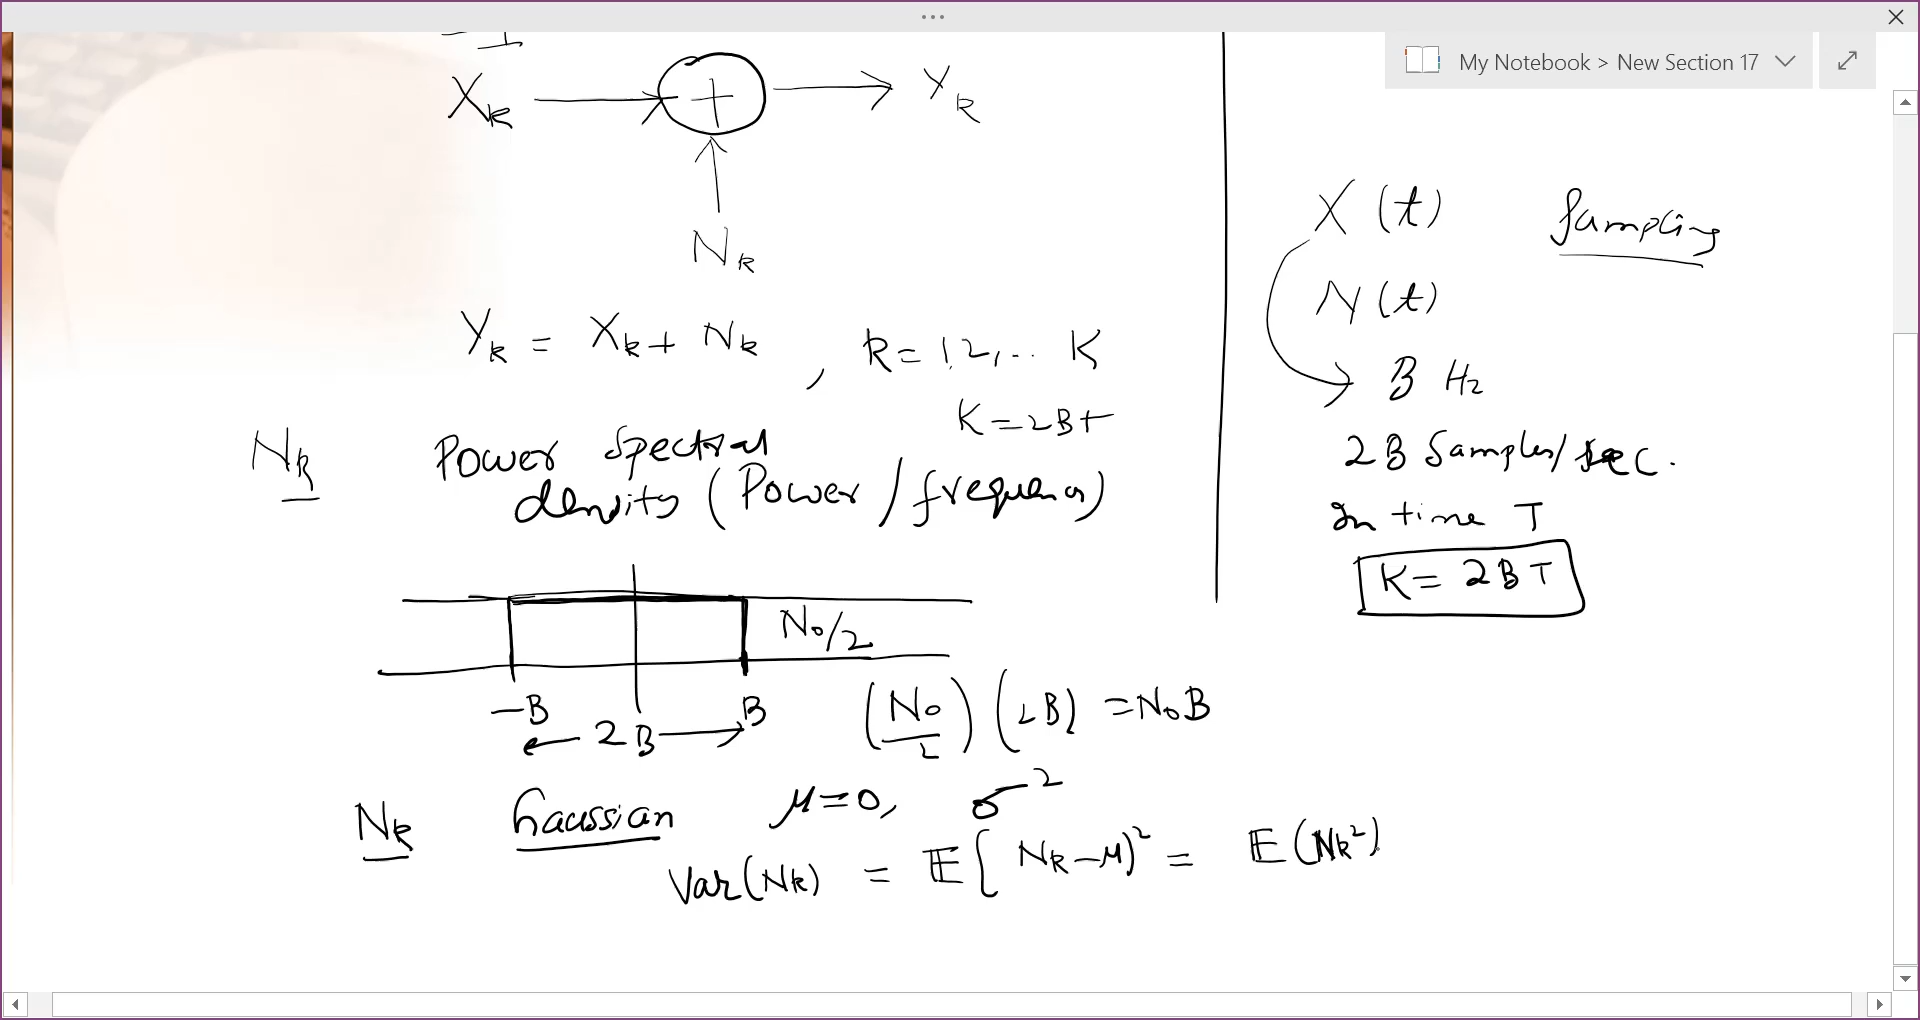 My Notebook > New Section 17
X_k → + → Y_k
N_k
Y_k = X_k + N_k , k = 1,2,... K
K = 2BT
N_k Power Spectral
density (Power / frequency)
N_0/2
-B B
2B
(N_0/2) (2B) = N_0B
N_k Gaussian μ=0, σ^2
Var(N_k) = E{N_k-μ)^2 = E(N_k^2)
X(t) Sampling
N(t)
B Hz
2B Samples/sec.
In time T
K = 2BT